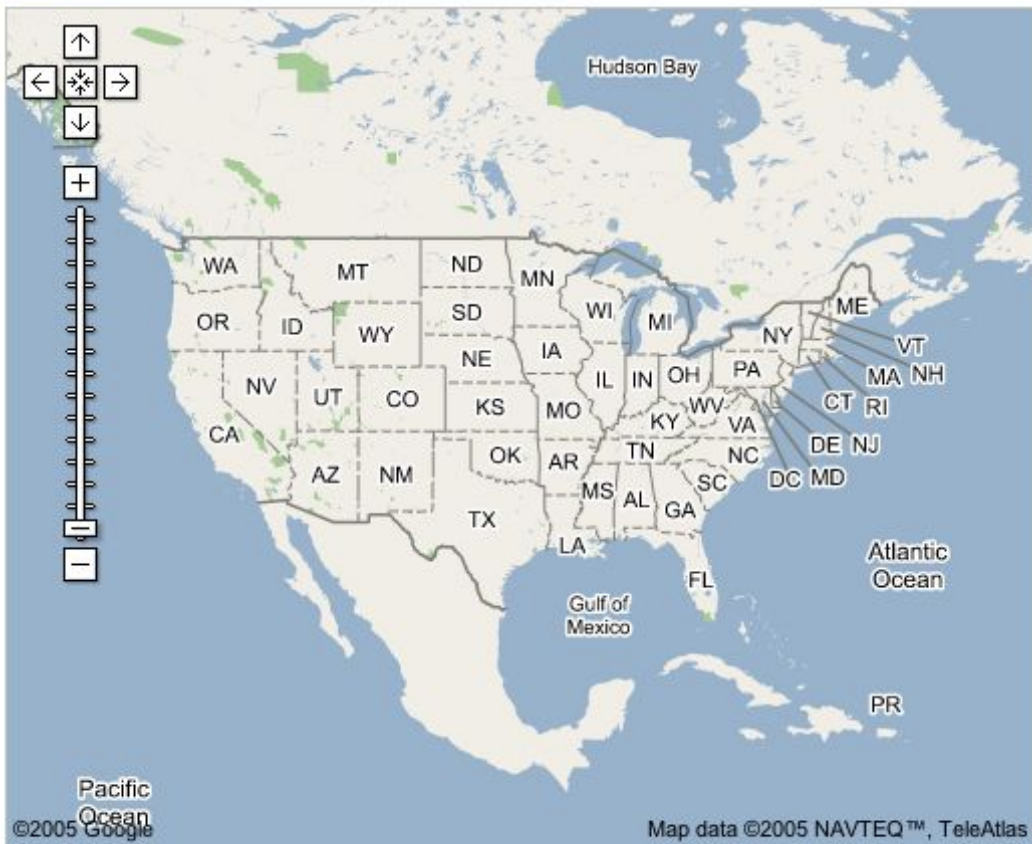 Hudson Bay
WA
MT
ND
MN
OR
ID
WY
SD
WI
MI
NY
ME
VT
NH
NE
IA
NV
UT
CO
IL
IN
OH
PA
MA
CA
KS
MO
KY
WV
VA
CT
RI
AZ
NM
OK
AR
TN
NC
DE
NJ
TX
MS
AL
GA
SC
DC
MD
LA
FL
Atlantic
Ocean
Gulf of
Mexico
PR
Pacific
Ocean
©2005 Google
Map data ©2005 NAVTEQ™, TeleAtlas